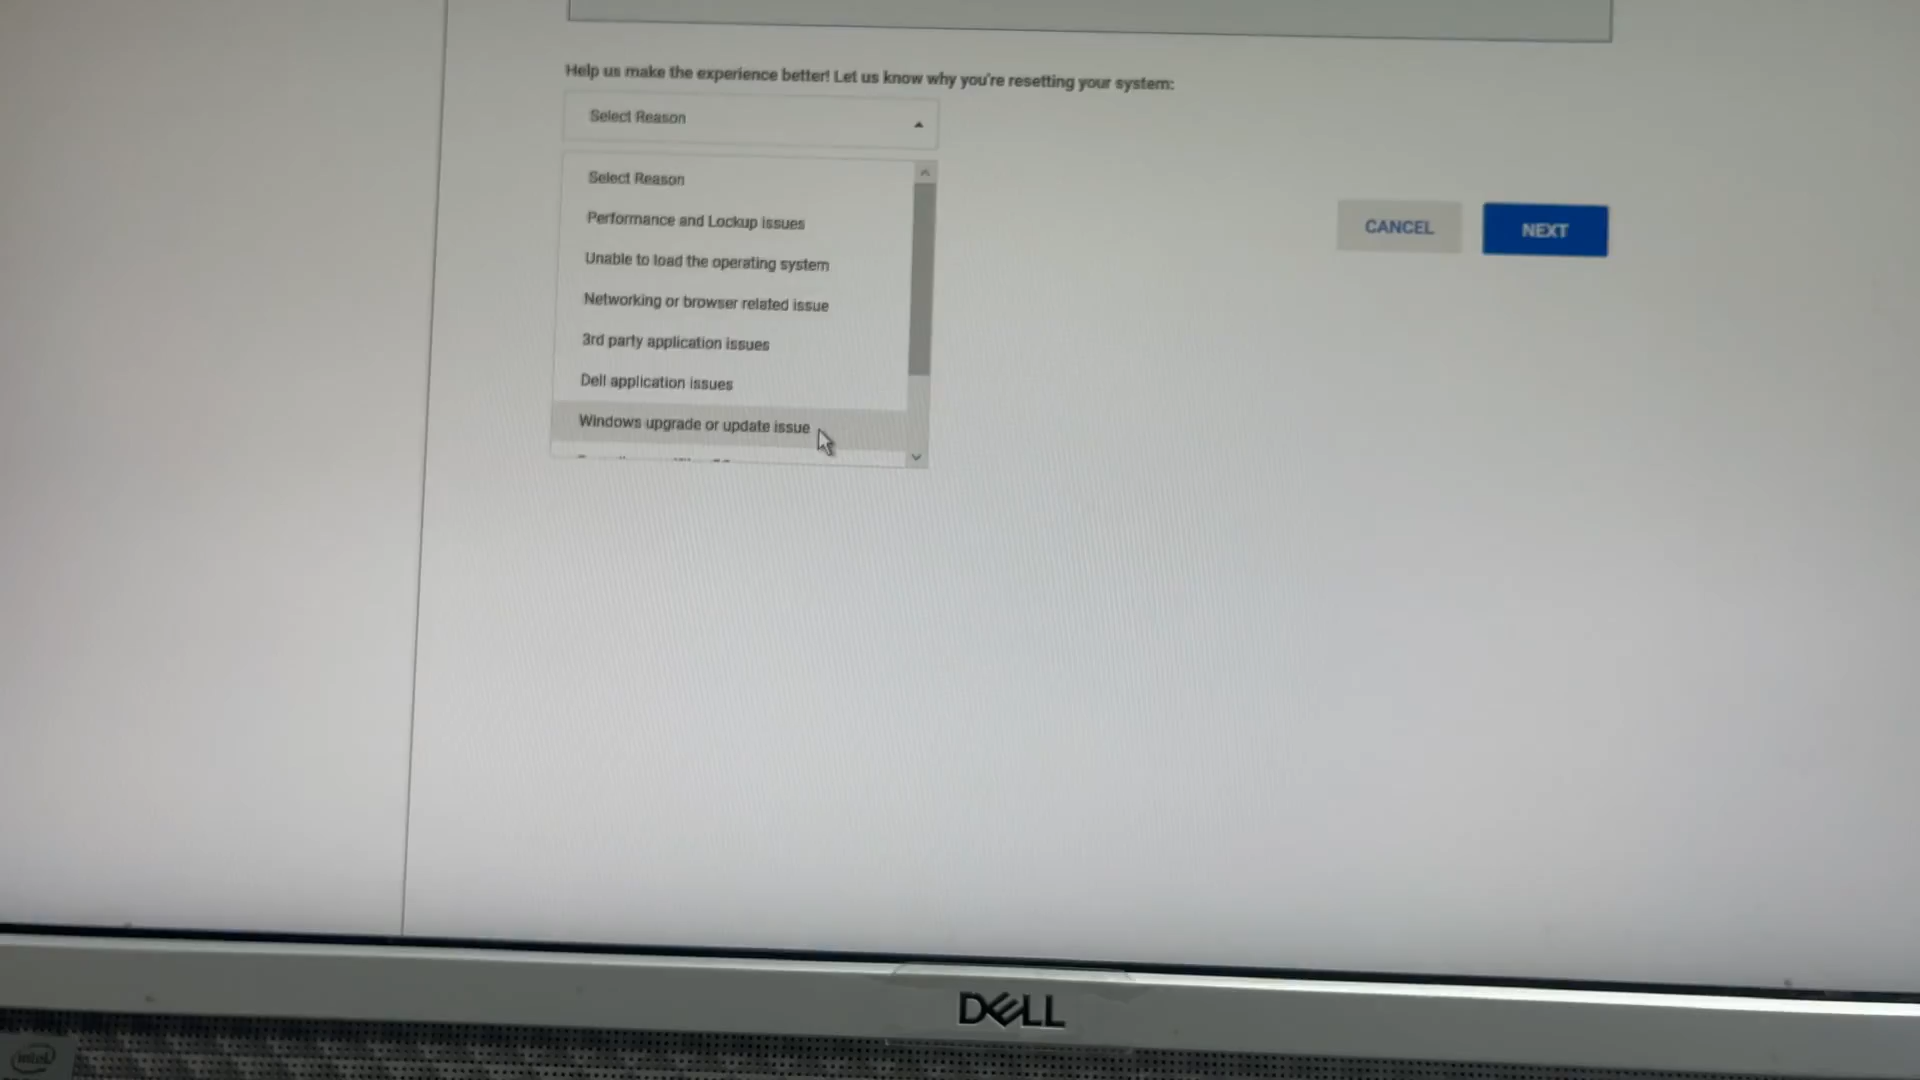 Help us make the experience better! Let us know why you're resetting your system:
Select Reason
Select Reason
Performance and Lockup issues
Unable to load the operating system
Networking or browser related issue
3rd party application issues
Dell application issues
Windows upgrade or update issue
CANCEL
NEXT
DELL
intel